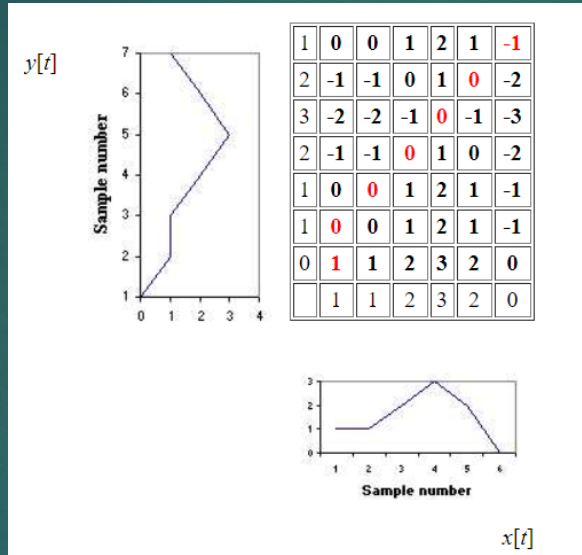 y[t]
Sample number
7
6
5
4
3
2
1
0 1 2 3 4
1 0 0 1 2 1 -1
2 -1 -1 0 1 0 -2
3 -2 -2 -1 0 -1 -3
2 -1 -1 0 1 0 -2
1 0 0 1 2 1 -1
1 0 0 1 2 1 -1
0 1 1 2 3 2 0
1 1 2 3 2 0
3
2
1
0
1 2 3 4 5 6
Sample number
x[t]